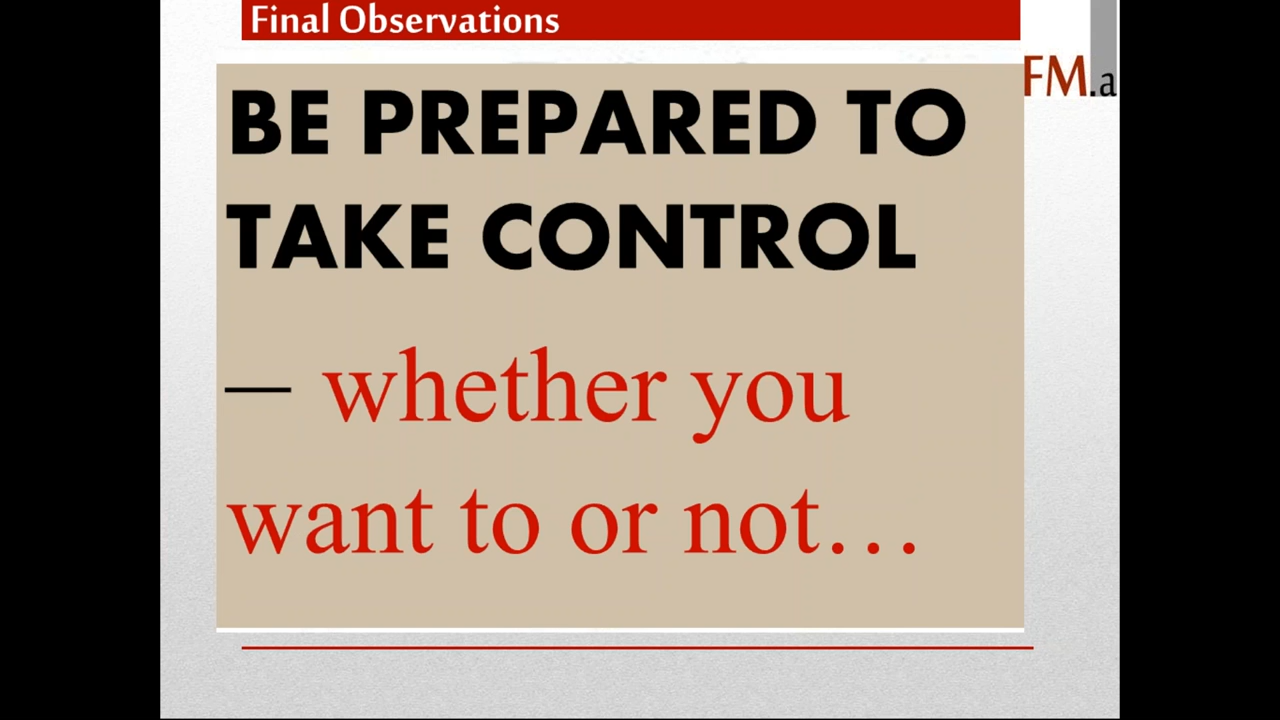 Final Observations
FM.a
BE PREPARED TO
TAKE CONTROL
– whether you
want to or not…